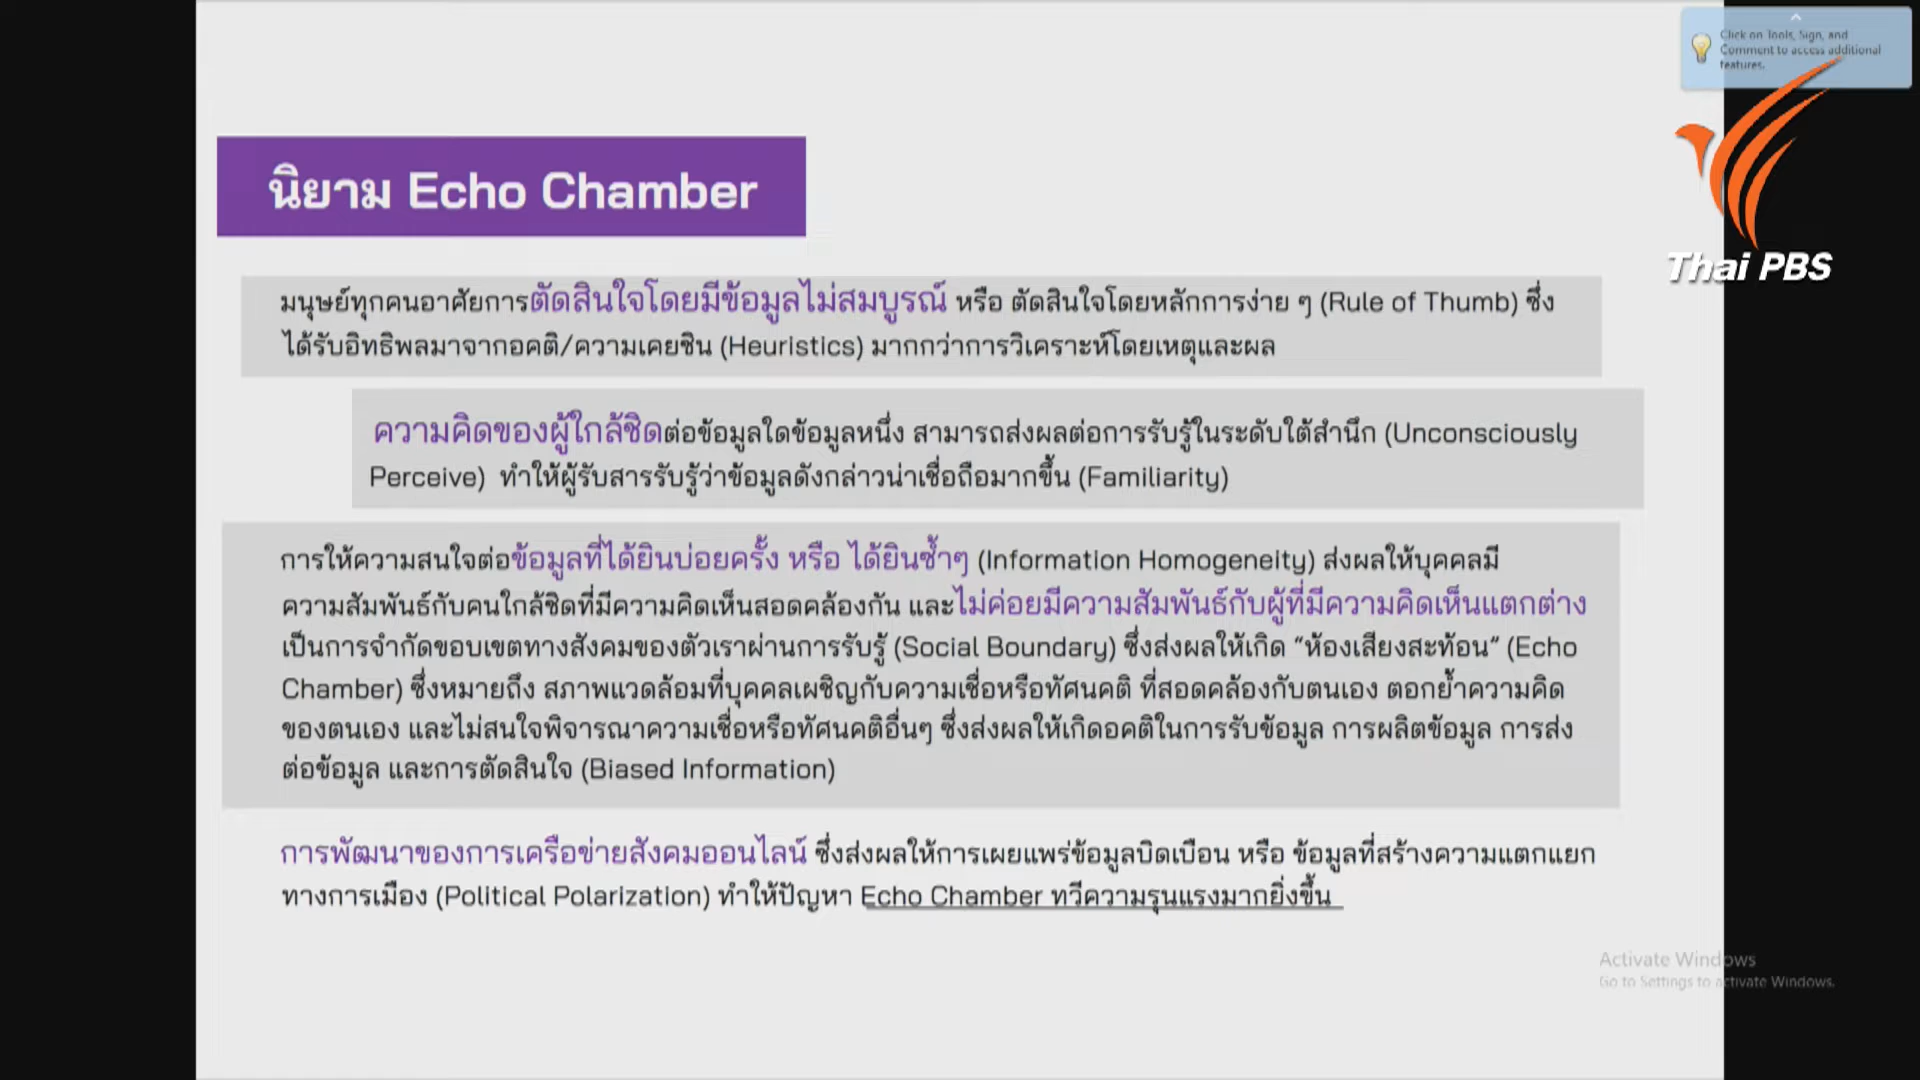 Click on Tools, Sign, and
Comment to access additional
features.
Thai PBS
นิยาม Echo Chamber
มนุษย์ทุกคนอาศัยการตัดสินใจโดยมีข้อมูลไม่สมบูรณ์ หรือ ตัดสินใจโดยหลักการง่าย ๆ (Rule of Thumb) ซึ่ง
ได้รับอิทธิพลมาจากอคติ/ความเคยชิน (Heuristics) มากกว่าการวิเคราะห์โดยเหตุและผล
ความคิดของผู้ใกล้ชิดต่อข้อมูลใดข้อมูลหนึ่ง สามารถส่งผลต่อการรับรู้ในระดับใต้สำนึก (Unconsciously
Perceive) ทำให้ผู้รับสารรับรู้ว่าข้อมูลดังกล่าวน่าเชื่อถือมากขึ้น (Familiarity)
การให้ความสนใจต่อข้อมูลที่ได้ยินบ่อยครั้ง หรือ ได้ยินซ้ำๆ (Information Homogeneity) ส่งผลให้บุคคลมี
ความสัมพันธ์กับคนใกล้ชิดที่มีความคิดเห็นสอดคล้องกัน และไม่ค่อยมีความสัมพันธ์กับผู้ที่มีความคิดเห็นแตกต่าง
เป็นการจำกัดขอบเขตทางสังคมของตัวเราผ่านการรับรู้ (Social Boundary) ซึ่งส่งผลให้เกิด “ห้องเสียงสะท้อน” (Echo
Chamber) ซึ่งหมายถึง สภาพแวดล้อมที่บุคคลเผชิญกับความเชื่อหรือทัศนคติ ที่สอดคล้องกับตนเอง ตอกย้ำความคิด
ของตนเอง และไม่สนใจพิจารณาความเชื่อหรือทัศนคติอื่นๆ ซึ่งส่งผลให้เกิดอคติในการรับข้อมูล การผลิตข้อมูล การส่ง
ต่อข้อมูล และการตัดสินใจ (Biased Information)
การพัฒนาของการเครือข่ายสังคมออนไลน์ ซึ่งส่งผลให้การเผยแพร่ข้อมูลบิดเบือน หรือ ข้อมูลที่สร้างความแตกแยก
ทางการเมือง (Political Polarization) ทำให้ปัญหา Echo Chamber ทวีความรุนแรงมากยิ่งขึ้น
Activate Windows
Go to Settings to activate Windows.